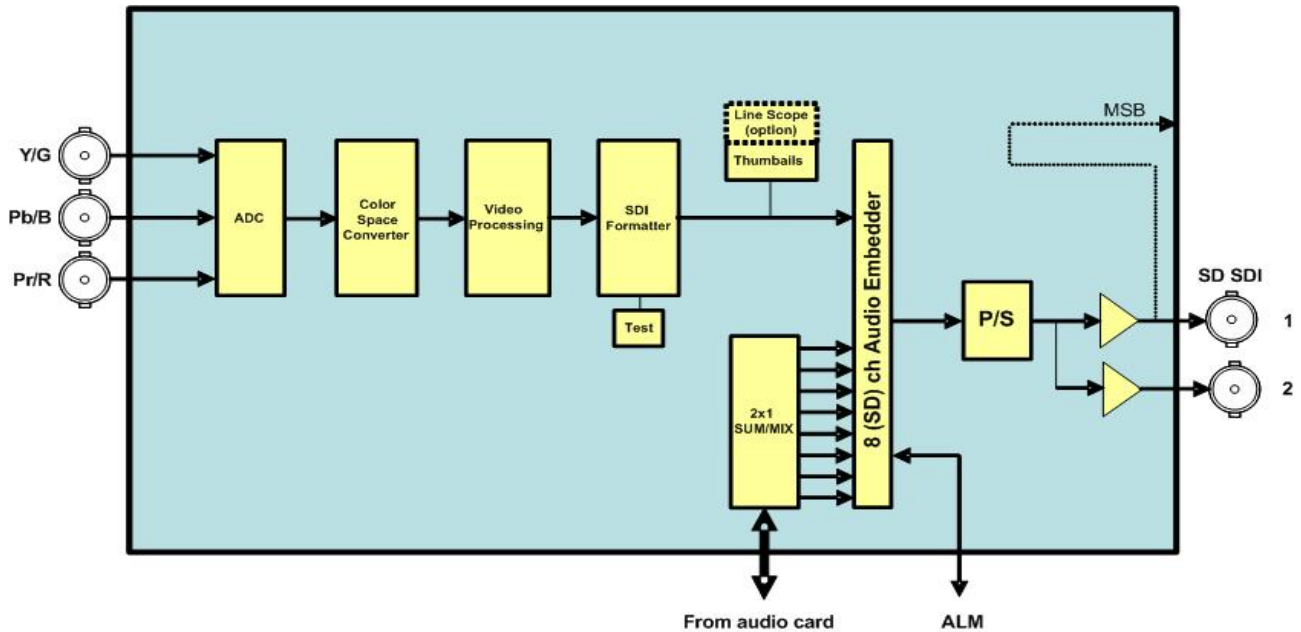 MSB
Line Scope
(option)
Thumbails
Y/G
Pb/B
Pr/R
ADC
Color
Space
Converter
Video
Processing
SDI
Formatter
Test
8 (SD) ch Audio Embedder
2x1
SUM/MIX
P/S
SD SDI
1
2
From audio card
ALM